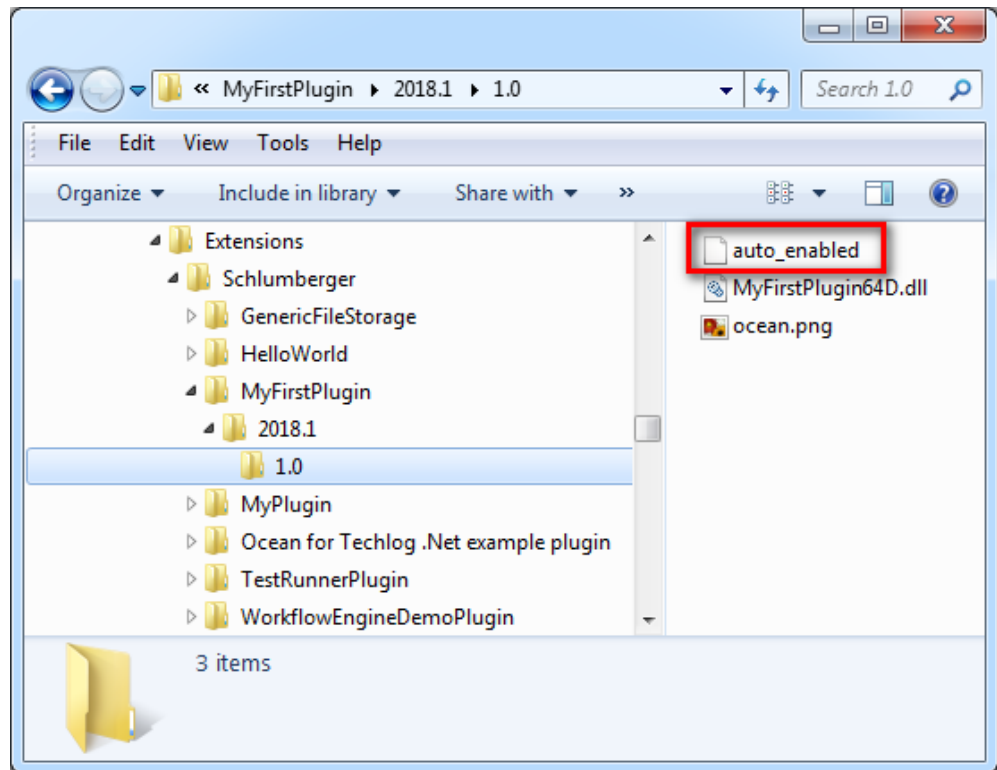 « MyFirstPlugin ▸ 2018.1 ▸ 1.0
Search 1.0
File Edit View Tools Help
Organize ▼ Include in library ▼ Share with ▼ »
Extensions
Schlumberger
GenericFileStorage
HelloWorld
MyFirstPlugin
2018.1
1.0
MyPlugin
Ocean for Techlog .Net example plugin
TestRunnerPlugin
WorkflowEngineDemoPlugin
auto_enabled
MyFirstPlugin64D.dll
ocean.png
3 items